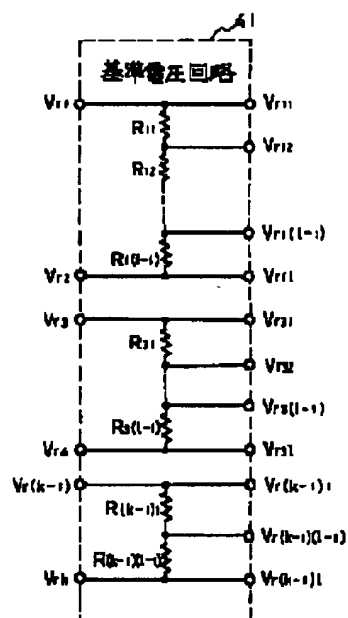 61
基準電圧回路
Vr1 Vr11
R11
Vr12
R12
Vr1(l-1)
R1(l-1)
Vr2 Vr1l
Vr3 Vr31
R31
Vr32
Vr3(l-1)
R3(l-1)
Vr4 Vr3l
Vr(k-1) Vr(k-1)1
R(k-1)1
Vr(k-1)(l-1)
R(k-1)(l-1)
Vrk Vr(k-1)l